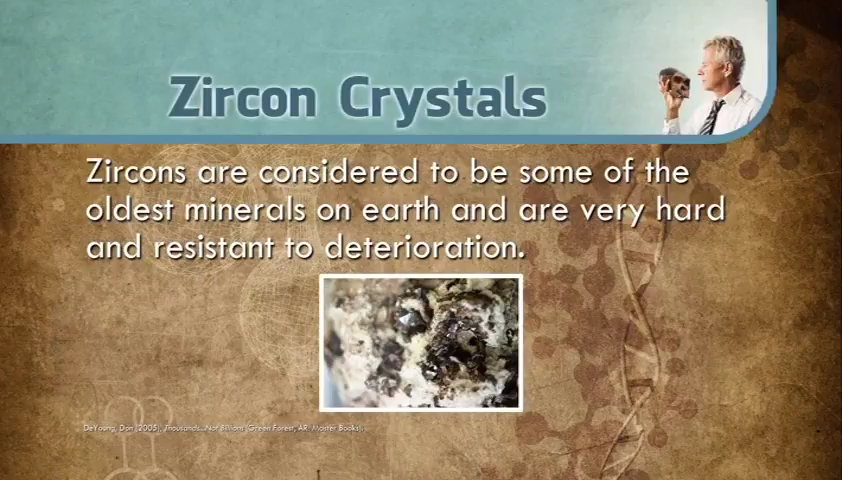 Zircon Crystals
Zircons are considered to be some of the
oldest minerals on earth and are very hard
and resistant to deterioration.
DeYoung, Don (2005), Thousands...Not Billions (Green Forest, AR: Master Books).